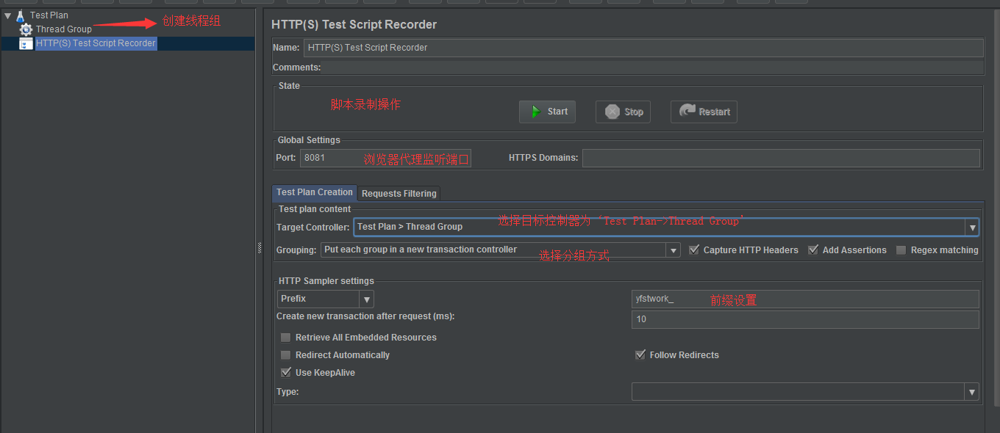 Test Plan
Thread Group
创建线程组
HTTP(S) Test Script Recorder
HTTP(S) Test Script Recorder
Name: HTTP(S) Test Script Recorder
Comments:
State
脚本录制操作
Start Stop Restart
Global Settings
Port: 8081 浏览器代理监听端口 HTTPS Domains:
Test Plan Creation Requests Filtering
Test plan content
Target Controller: Test Plan > Thread Group 选择目标控制器为‘Test Plan->Thread Group’
Grouping: Put each group in a new transaction controller 选择分组方式 Capture HTTP Headers Add Assertions Regex matching
HTTP Sampler settings
Prefix yfstwork_ 前缀设置
Create new transaction after request (ms): 10
Retrieve All Embedded Resources
Redirect Automatically Follow Redirects
Use KeepAlive
Type: